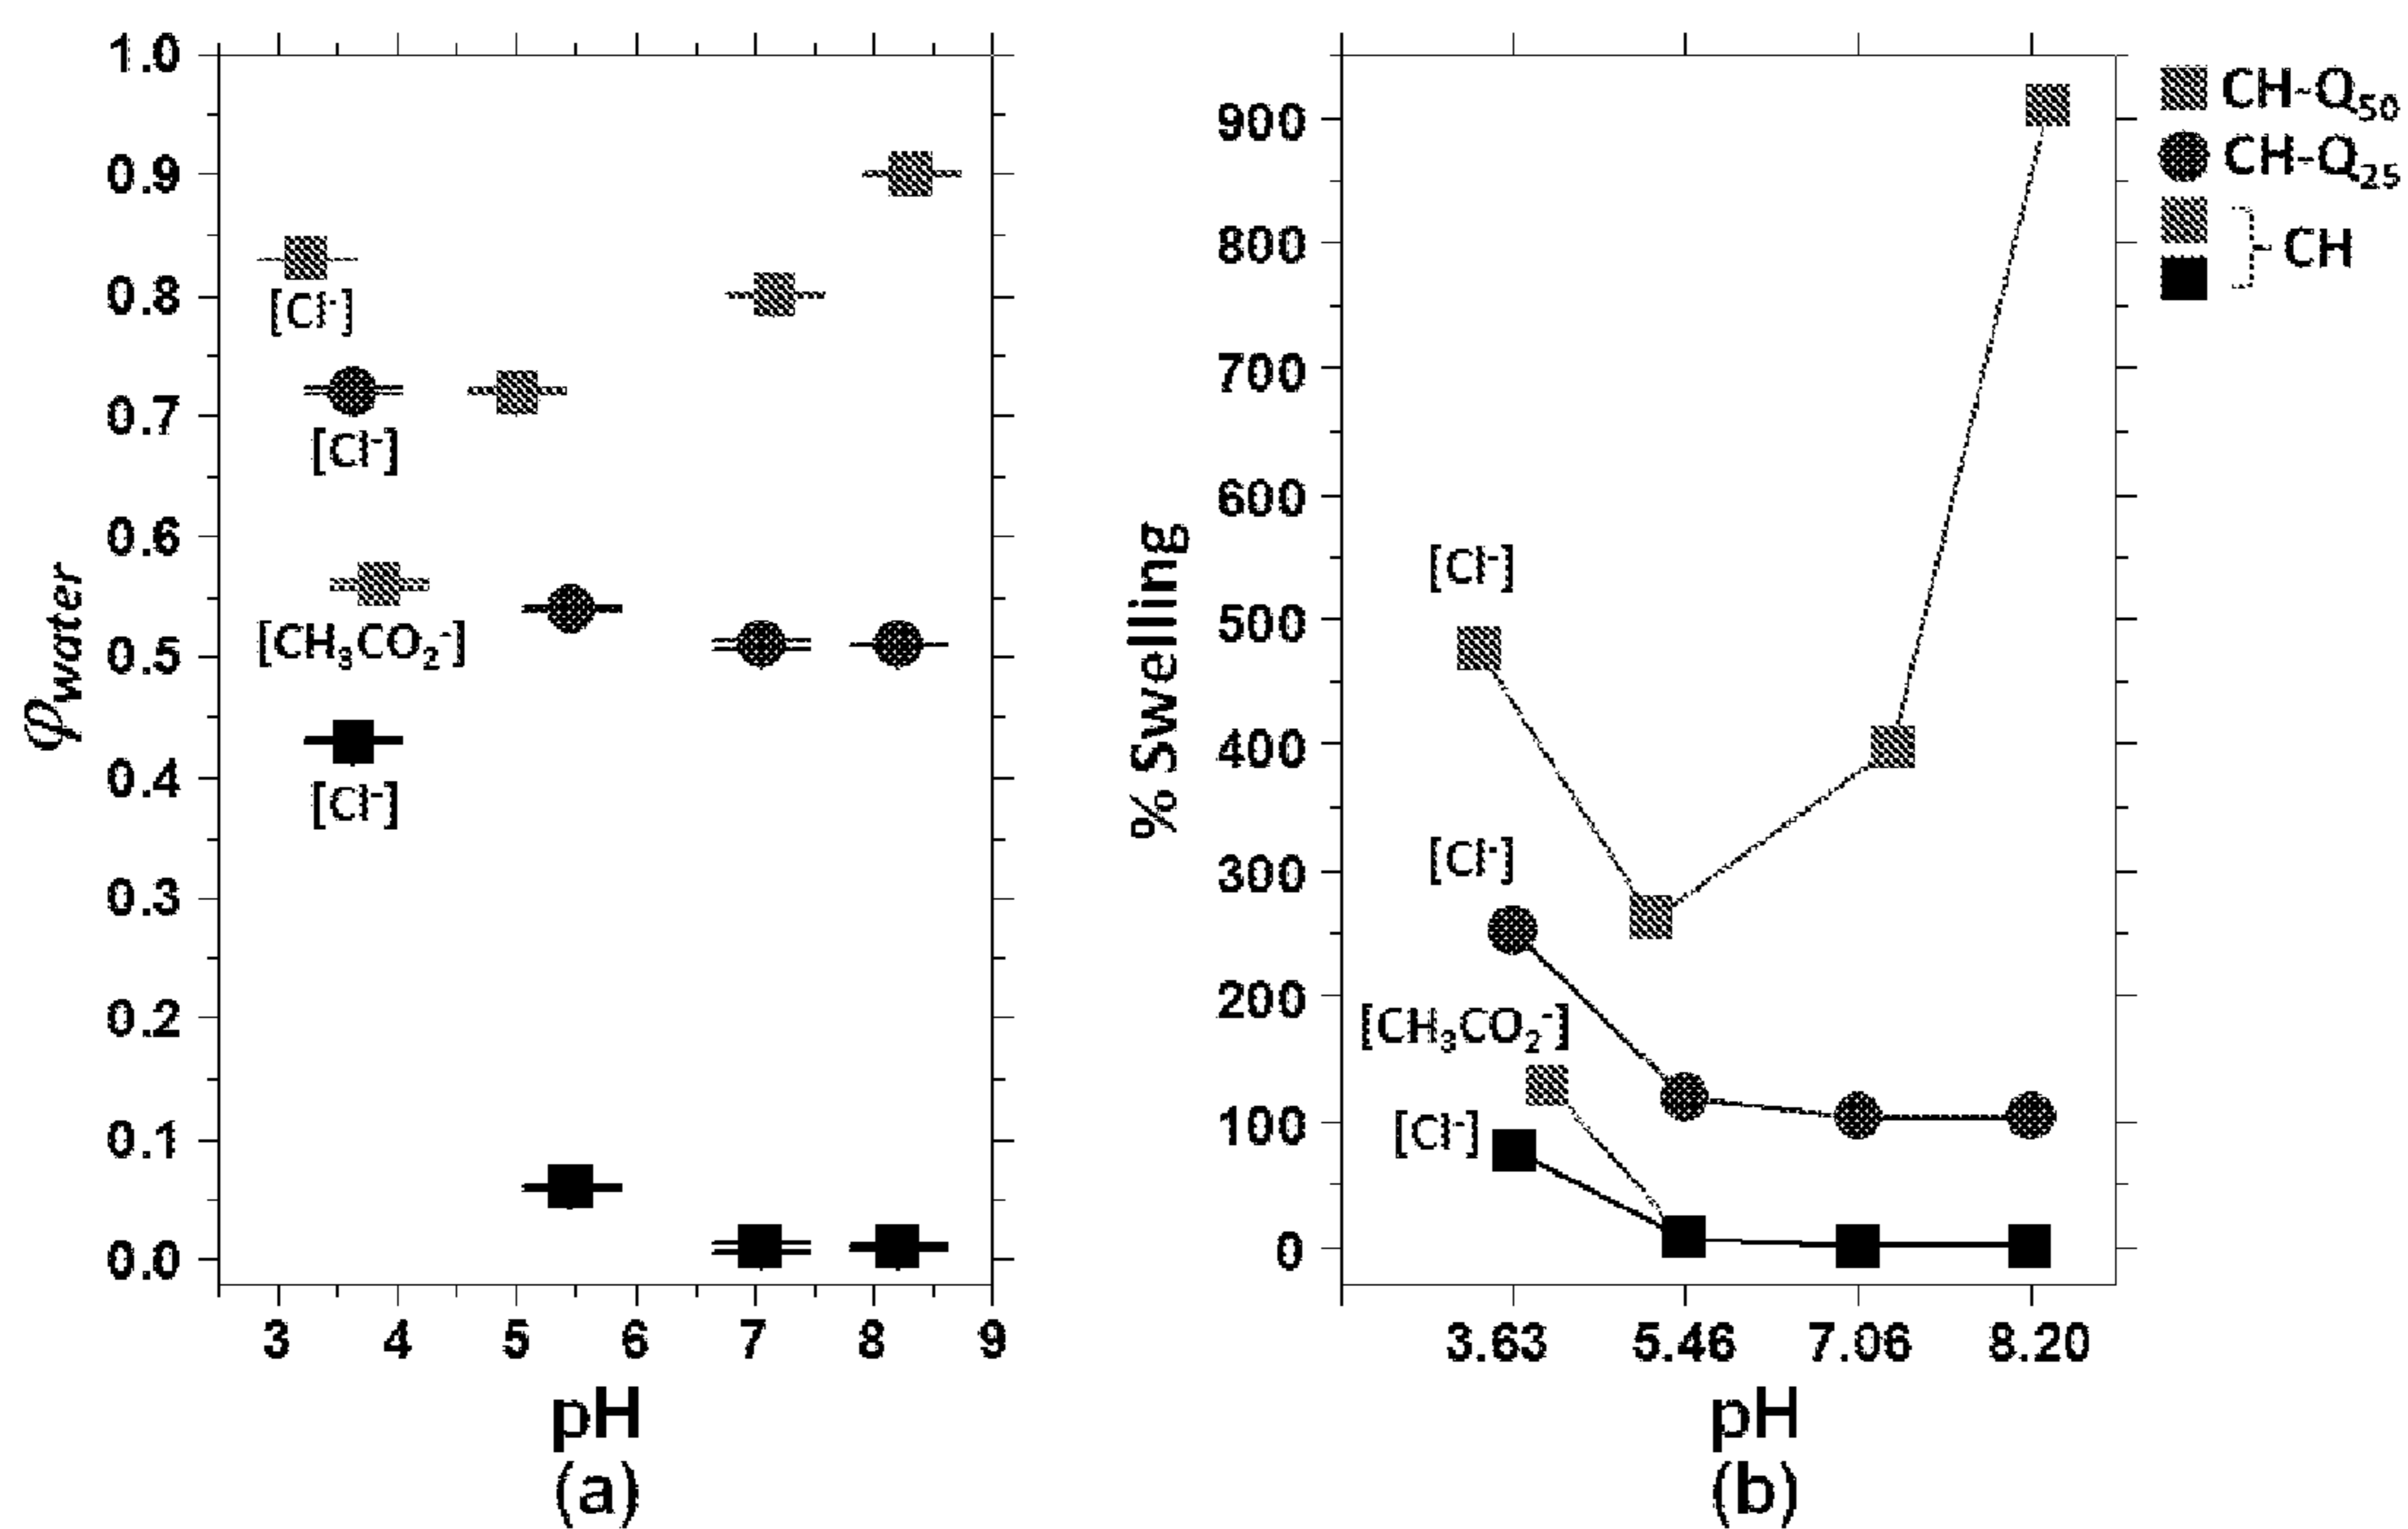 1.0
0.9
0.8
0.7
0.6
0.5
0.4
0.3
0.2
0.1
0.0
φwater
[Cl-]
[Cl-]
[CH3CO2-]
[Cl-]
3 4 5 6 7 8 9
pH
(a)
900
800
700
600
500
400
300
200
100
0
% Swelling
[Cl-]
[Cl-]
[CH3CO2-]
[Cl-]
3.63 5.46 7.06 8.20
pH
(b)
CH-Q50
CH-Q25
CH